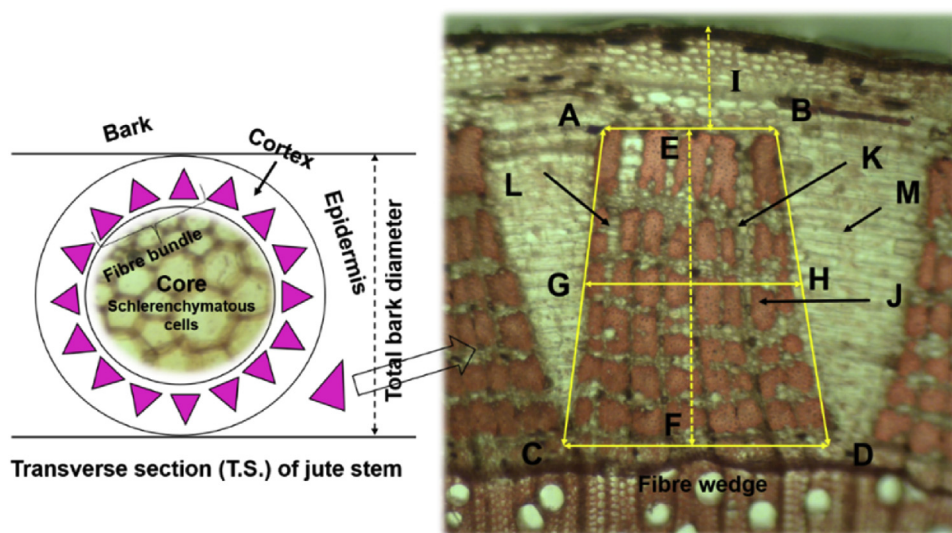 Bark
Cortex
Epidermis
Total bark diameter
Fibre bundle
Core
Schlerenchymatous
cells
Transverse section (T.S.) of jute stem
I
A
B
E
K
L
M
G
H
J
F
C
D
Fibre wedge